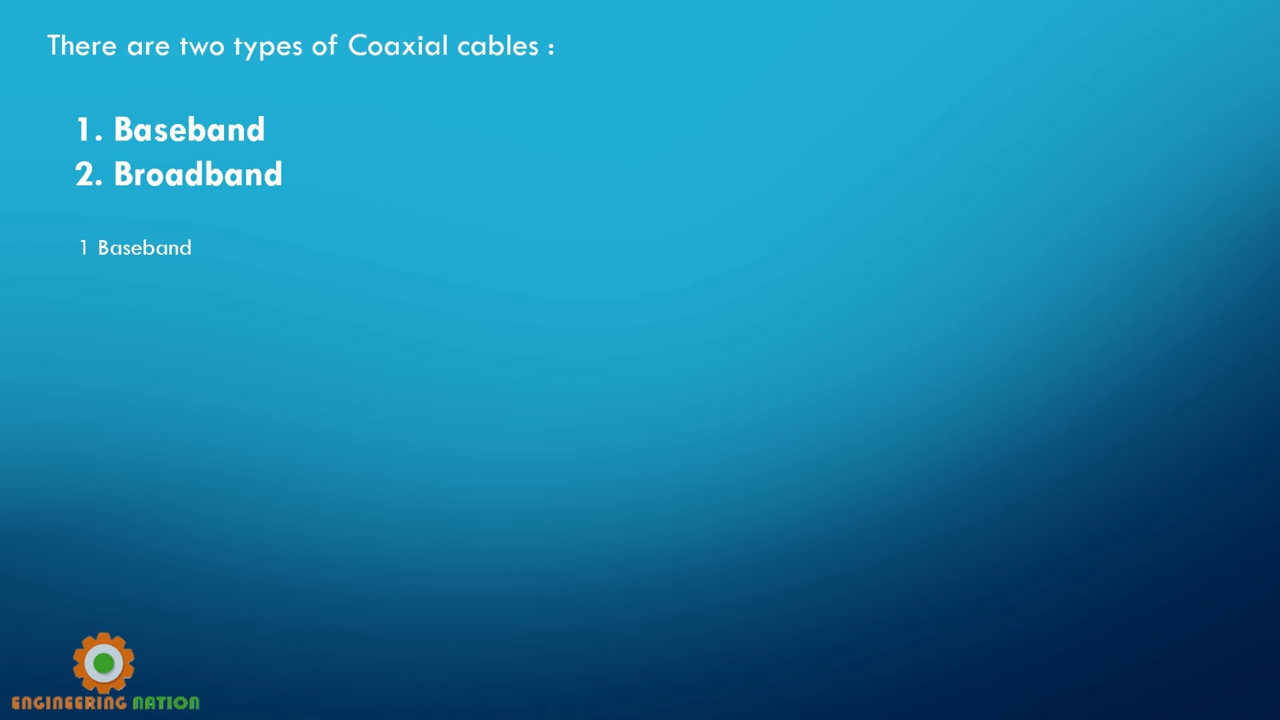 There are two types of Coaxial cables :
1. Baseband
2. Broadband
1 Baseband
ENGINEERING NATION